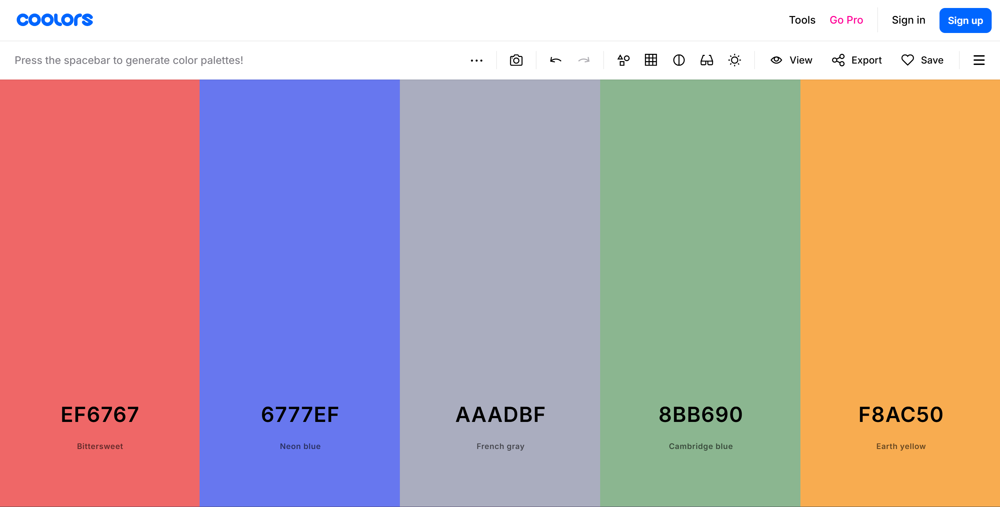 coolors
Tools Go Pro Sign in Sign up
Press the spacebar to generate color palettes!
View Export Save
EF6767 6777EF AAADBF 8BB690 F8AC50
Bittersweet Neon blue French gray Cambridge blue Earth yellow